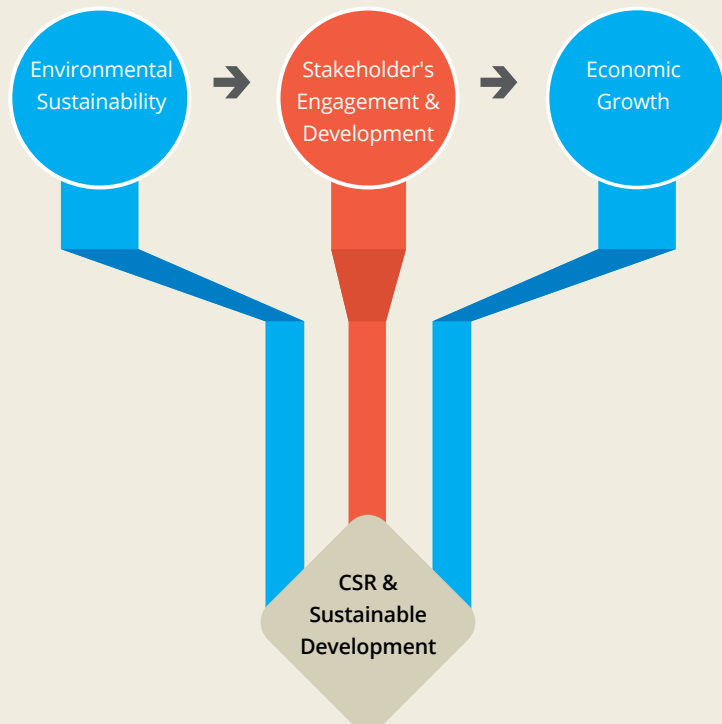 Environmental
Sustainability
Stakeholder's
Engagement &
Development
Economic
Growth
CSR &
Sustainable
Development